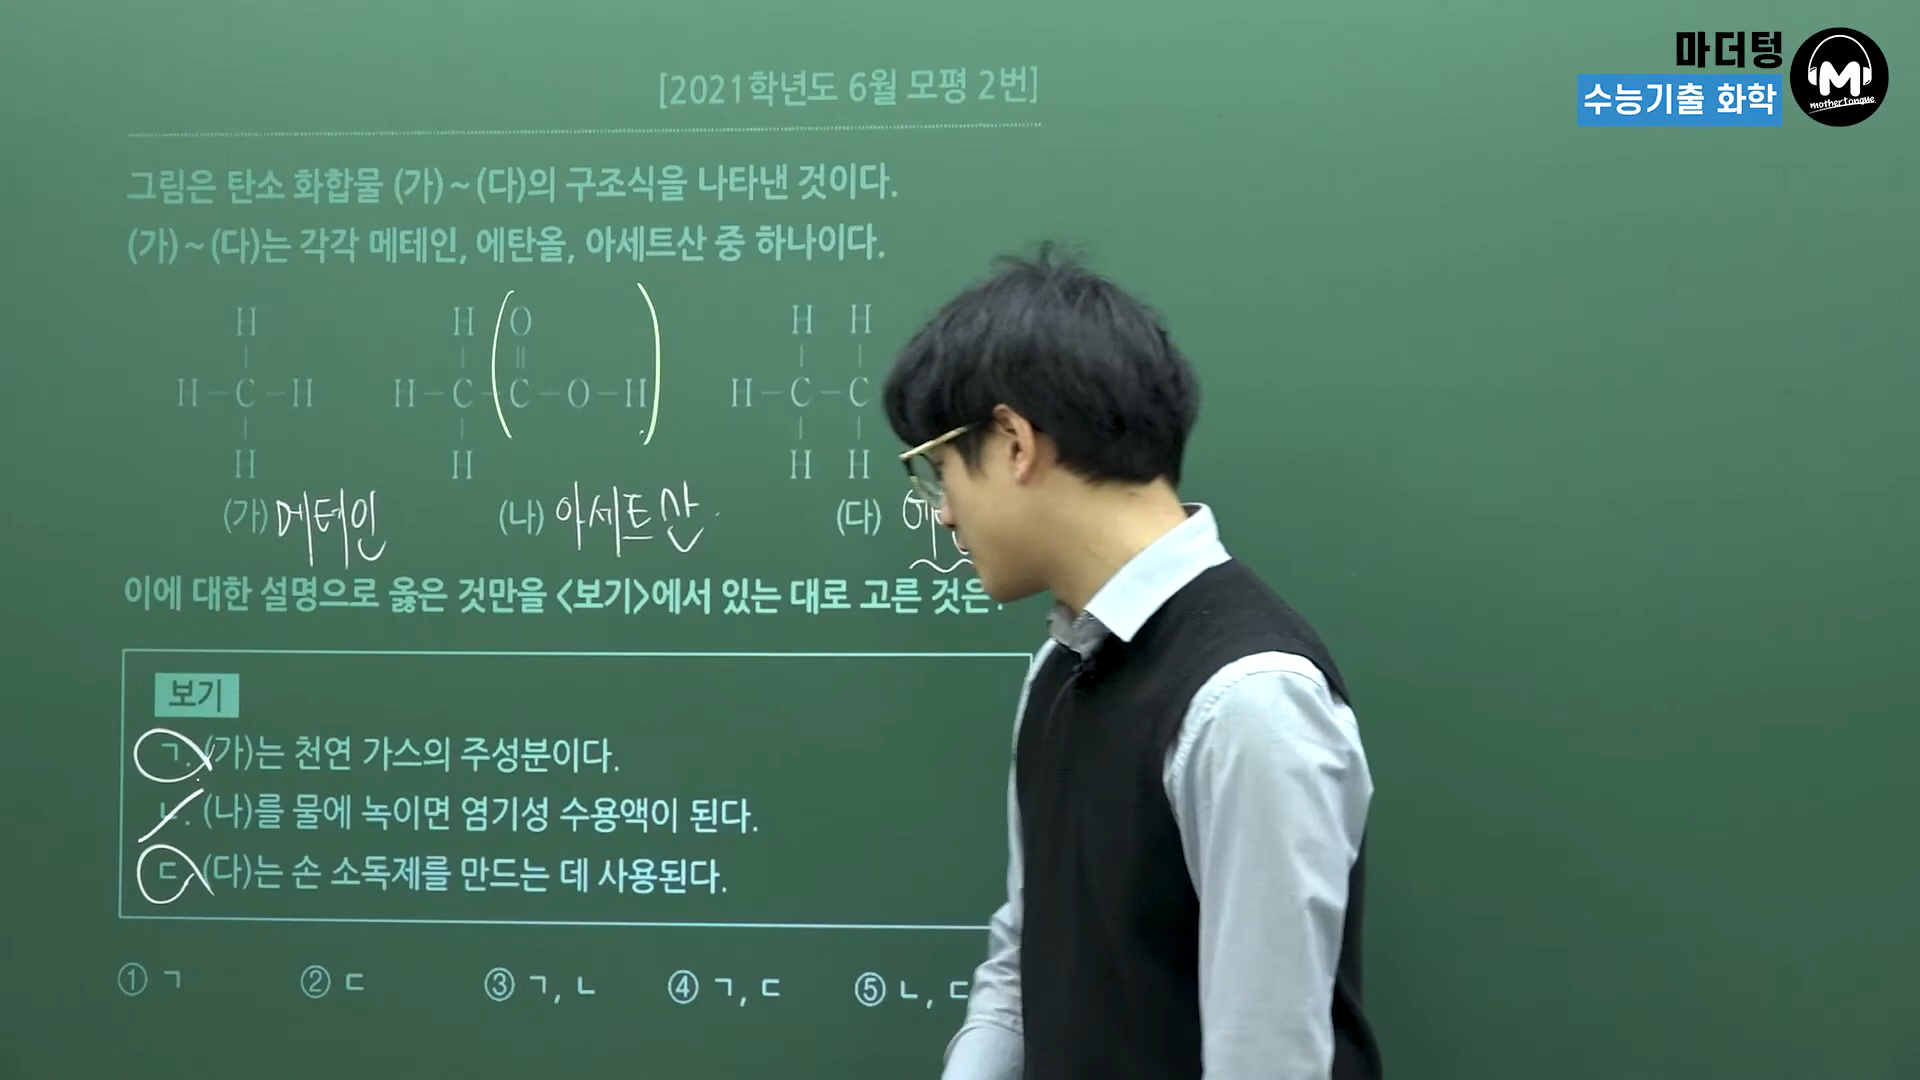 마더텅
수능기출 화학
M
mothertongue
[2021학년도 6월 모평 2번]
그림은 탄소 화합물 (가)~(다)의 구조식을 나타낸 것이다.
(가)~(다)는 각각 메테인, 에탄올, 아세트산 중 하나이다.
H H O H H
H-C-H H-C-C-O-H H-C-C
H H H H
(가) 메테인 (나) 아세트산 (다)
이에 대한 설명으로 옳은 것만을 <보기>에서 있는 대로 고른 것은?
보기
ㄱ. (가)는 천연 가스의 주성분이다.
ㄴ. (나)를 물에 녹이면 염기성 수용액이 된다.
ㄷ. (다)는 손 소독제를 만드는 데 사용된다.
① ㄱ ② ㄷ ③ ㄱ, ㄴ ④ ㄱ, ㄷ ⑤ ㄴ, ㄷ